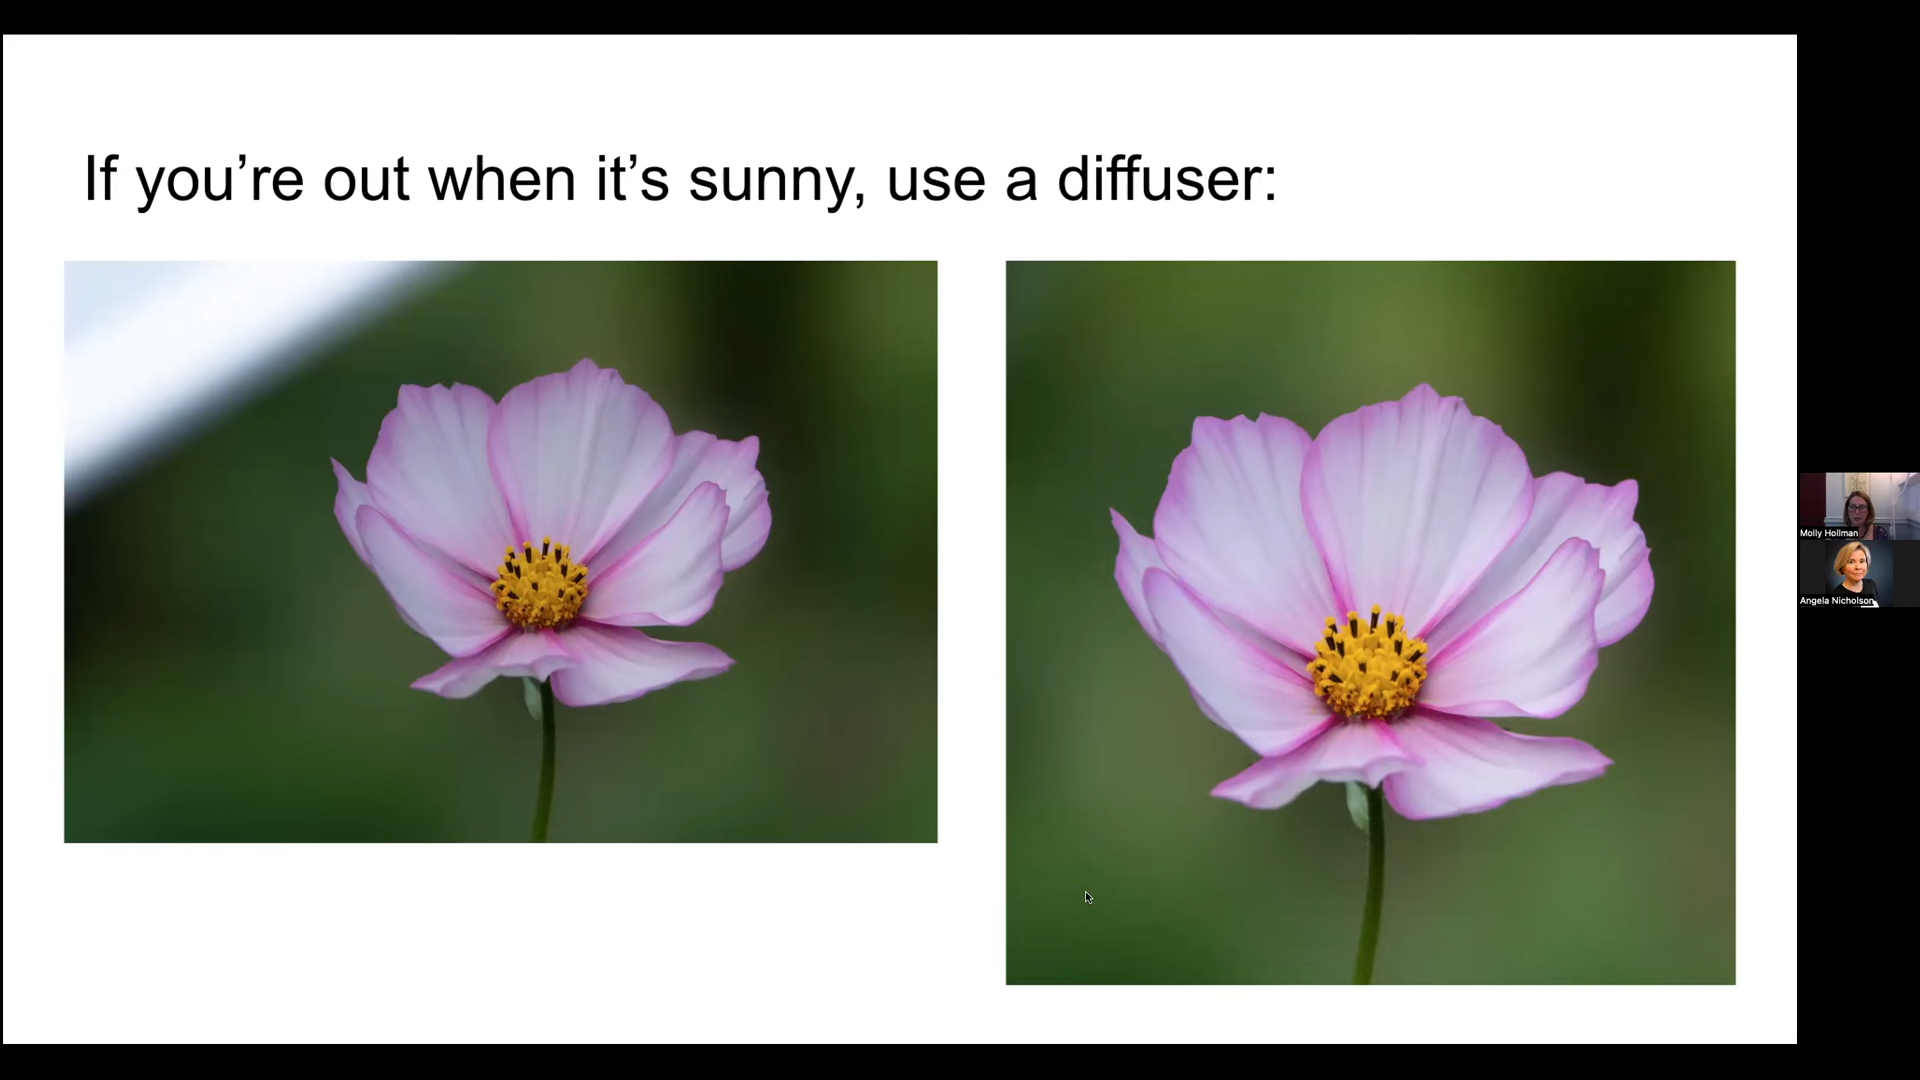 If you’re out when it’s sunny, use a diffuser:
Molly Hollman
Angela Nicholson